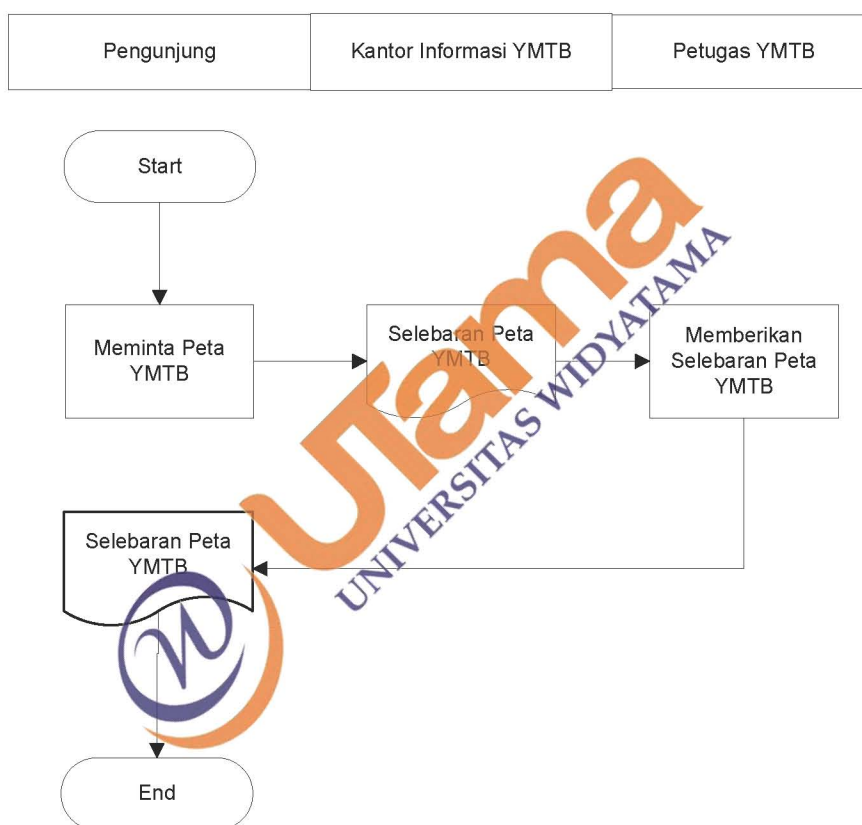 Pengunjung
Kantor Informasi YMTB
Petugas YMTB
Start
Meminta Peta
YMTB
Selebaran Peta
YMTB
Memberikan
Selebaran Peta
YMTB
Selebaran Peta
YMTB
End
UTama
UNIVERSITAS WIDYATAMA